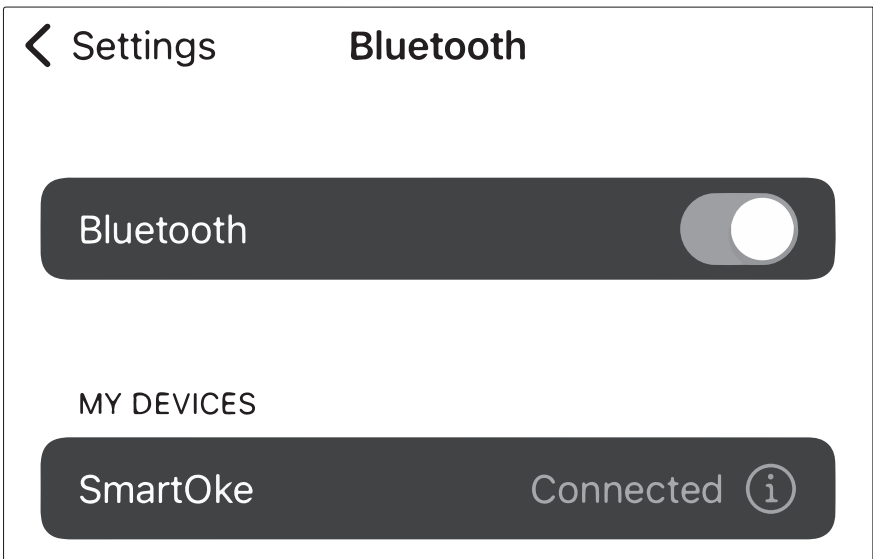 Settings Bluetooth
Bluetooth
MY DEVICES
SmartOke Connected i